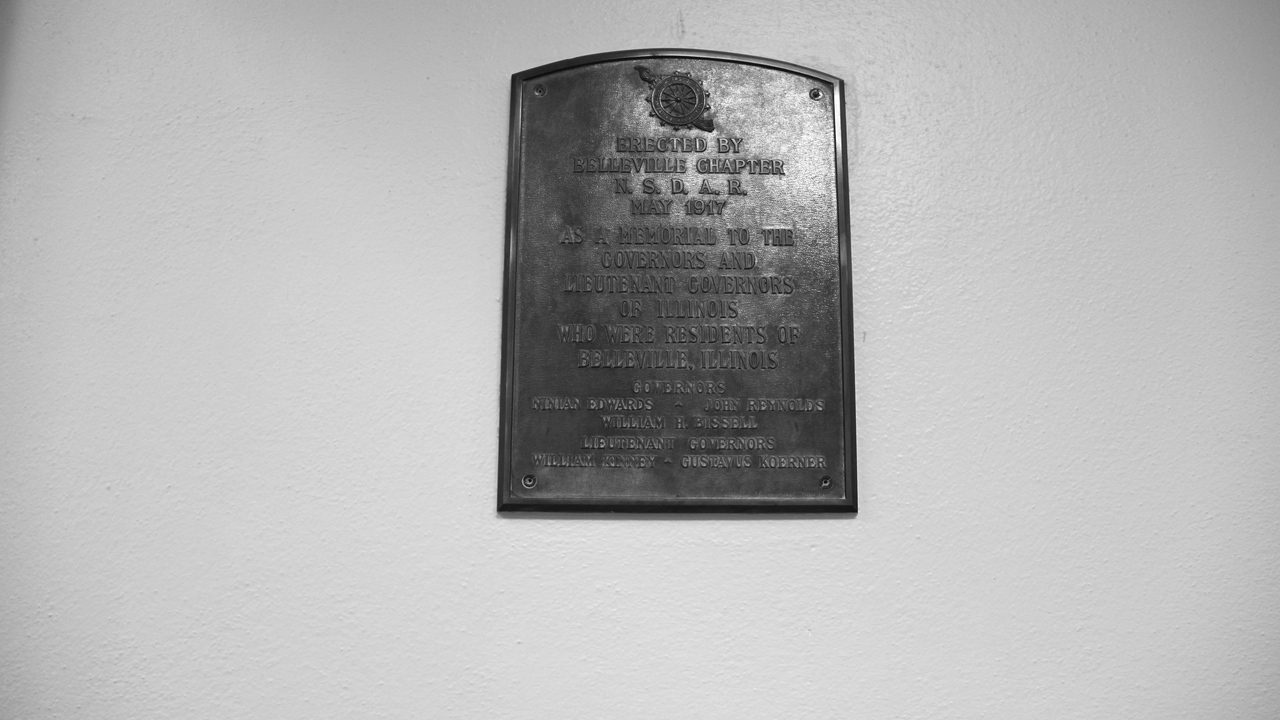 ERECTED BY
BELLEVILLE CHAPTER
N. S. D. A. R.
MAY 1917
AS A MEMORIAL TO THE
GOVERNORS AND
LIEUTENANT GOVERNORS
OF ILLINOIS
WHO WERE RESIDENTS OF
BELLEVILLE, ILLINOIS
GOVERNORS
NINIAN EDWARDS - JOHN REYNOLDS
WILLIAM H. BISSELL
LIEUTENANT GOVERNORS
WILLIAM KINNEY - GUSTAVUS KOERNER